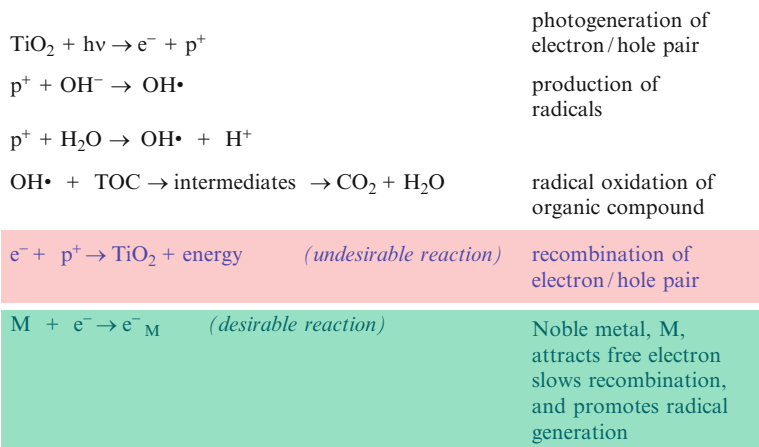 TiO₂ + hν → e⁻ + p⁺
photogeneration of
electron/hole pair
p⁺ + OH⁻ → OH•
production of
radicals
p⁺ + H₂O → OH• + H⁺
OH• + TOC → intermediates → CO₂ + H₂O
radical oxidation of
organic compound
e⁻ + p⁺ → TiO₂ + energy (undesirable reaction)
recombination of
electron/hole pair
M + e⁻ → e⁻ M (desirable reaction)
Noble metal, M,
attracts free electron
slows recombination,
and promotes radical
generation